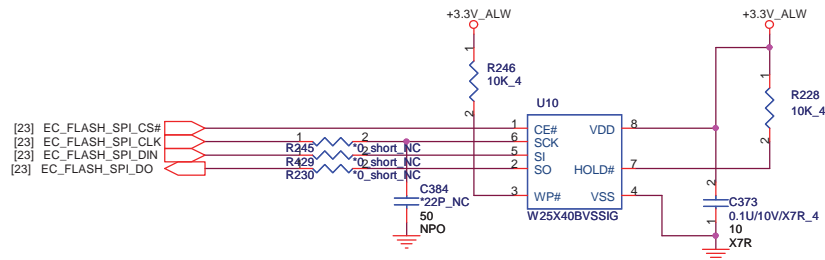 +3.3V_ALW
+3.3V_ALW
1
R246
10K_4
2
1
R228
10K_4
2
U10
[23] EC_FLASH_SPI_CS#
1
CE#
VDD
8
[23] EC_FLASH_SPI_CLK
1
2
6
SCK
R245
*0_short_NC
[23] EC_FLASH_SPI_DIN
5
SI
R429
*0_short_NC
[23] EC_FLASH_SPI_DO
2
SO
HOLD#
7
R230
*0_short_NC
3
WP#
VSS
4
W25X40BVSSIG
C384
*22P_NC
50
NPO
2
C373
0.1U/10V/X7R_4
1
10
X7R